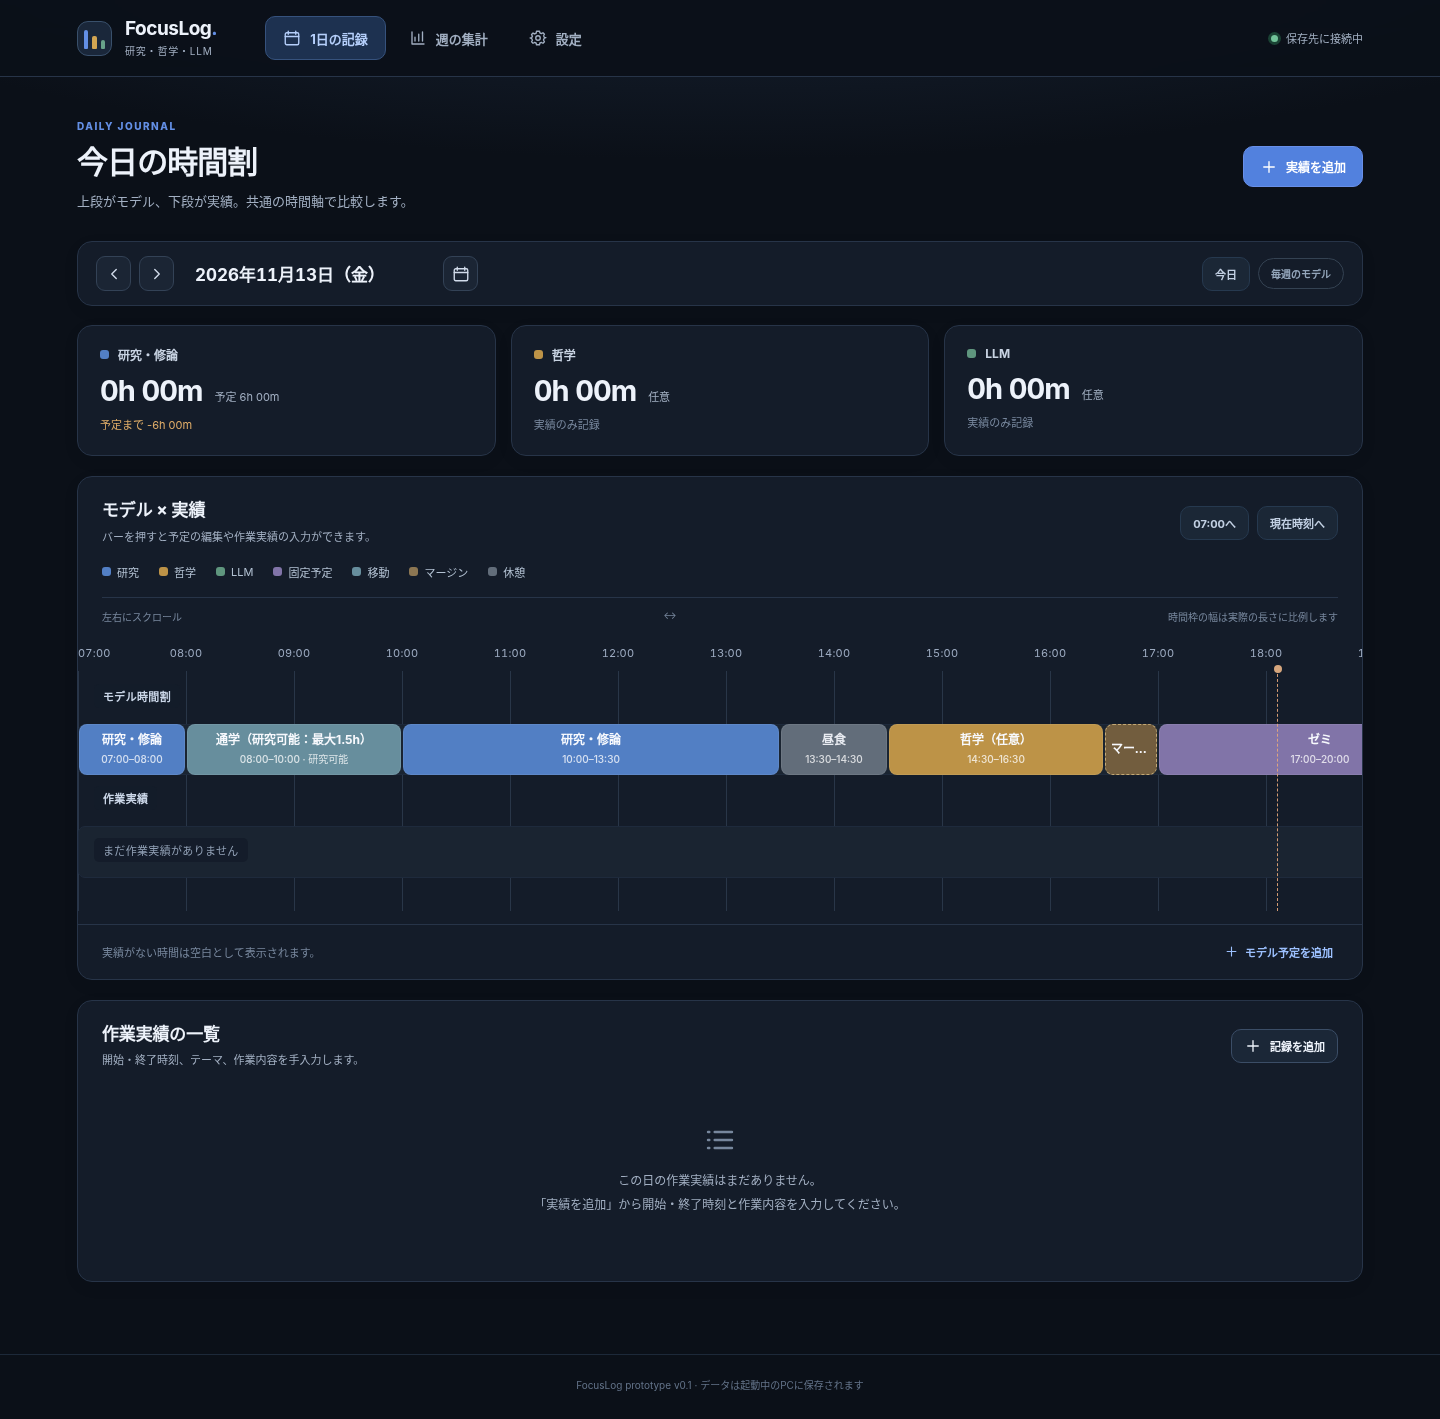 FocusLog.
研究・哲学・LLM
1日の記録
週の集計
設定
保存先に接続中
DAILY JOURNAL
今日の時間割
上段がモデル、下段が実績。共通の時間軸で比較します。
実績を追加
2026年11月13日（金）
今日
毎週のモデル
研究・修論
0h 00m 予定 6h 00m
予定まで -6h 00m
哲学
0h 00m 任意
実績のみ記録
LLM
0h 00m 任意
実績のみ記録
モデル × 実績
バーを押すと予定の編集や作業実績の入力ができます。
07:00へ
現在時刻へ
研究 哲学 LLM 固定予定 移動 マージン 休憩
左右にスクロール ↔ 時間枠の幅は実際の長さに比例します
07:00 08:00 09:00 10:00 11:00 12:00 13:00 14:00 15:00 16:00 17:00 18:00 1
モデル時間割
研究・修論
07:00–08:00
通学（研究可能：最大1.5h）
08:00–10:00 · 研究可能
研究・修論
10:00–13:30
昼食
13:30–14:30
哲学（任意）
14:30–16:30
マー…
ゼミ
17:00–20:00
作業実績
まだ作業実績がありません
実績がない時間は空白として表示されます。
モデル予定を追加
作業実績の一覧
開始・終了時刻、テーマ、作業内容を手入力します。
記録を追加
この日の作業実績はまだありません。
「実績を追加」から開始・終了時刻と作業内容を入力してください。
FocusLog prototype v0.1 · データは起動中のPCに保存されます